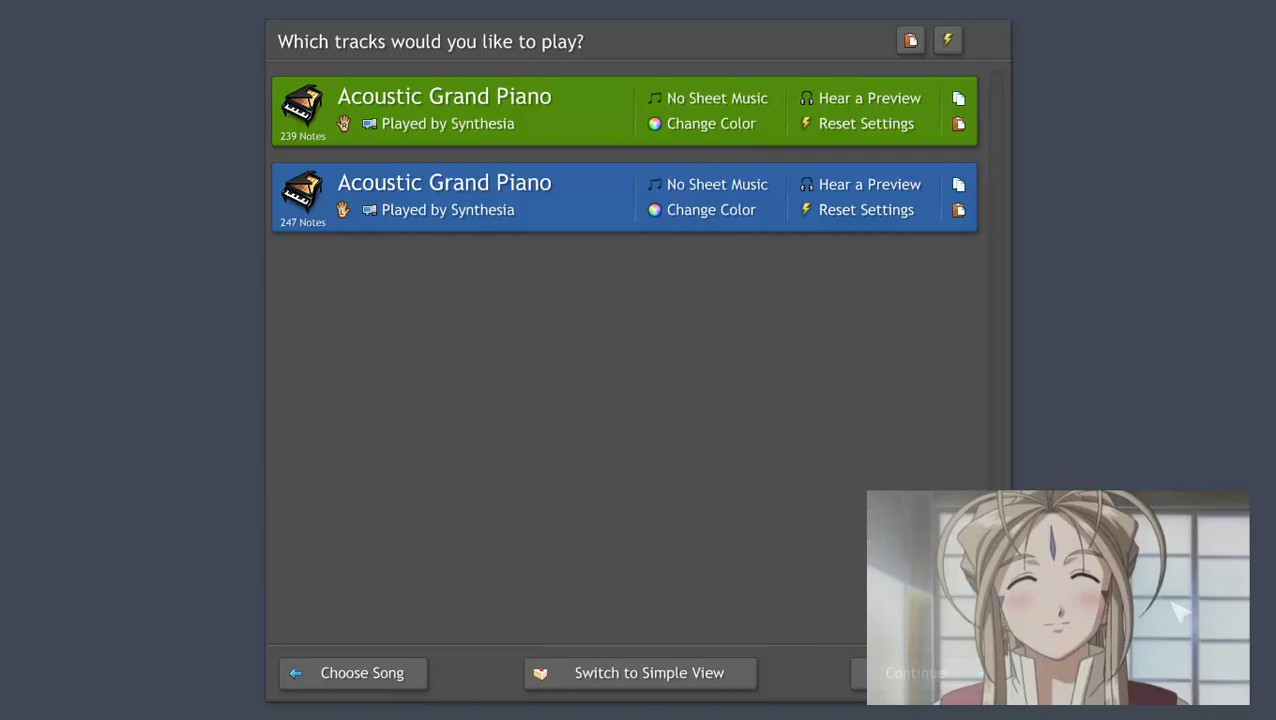 Which tracks would you like to play?
Acoustic Grand Piano
No Sheet Music
Hear a Preview
239 Notes
Played by Synthesia
Change Color
Reset Settings
Acoustic Grand Piano
No Sheet Music
Hear a Preview
247 Notes
Played by Synthesia
Change Color
Reset Settings
Choose Song
Switch to Simple View
Continue